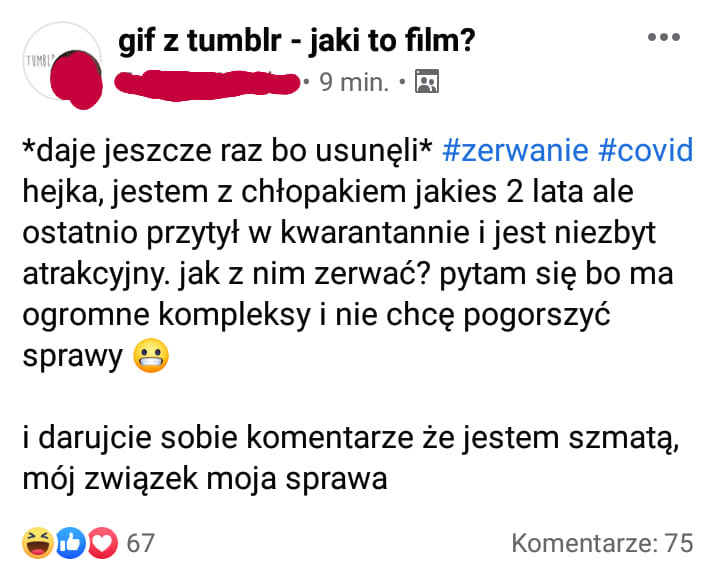 gif z tumblr - jaki to film?
TUMBL
• 9 min. •
*daje jeszcze raz bo usunęli* #zerwanie #covid
hejka, jestem z chłopakiem jakies 2 lata ale
ostatnio przytył w kwarantannie i jest niezbyt
atrakcyjny. jak z nim zerwać? pytam się bo ma
ogromne kompleksy i nie chcę pogorszyć
sprawy 😬
i darujcie sobie komentarze że jestem szmatą,
mój związek moja sprawa
67 Komentarze: 75